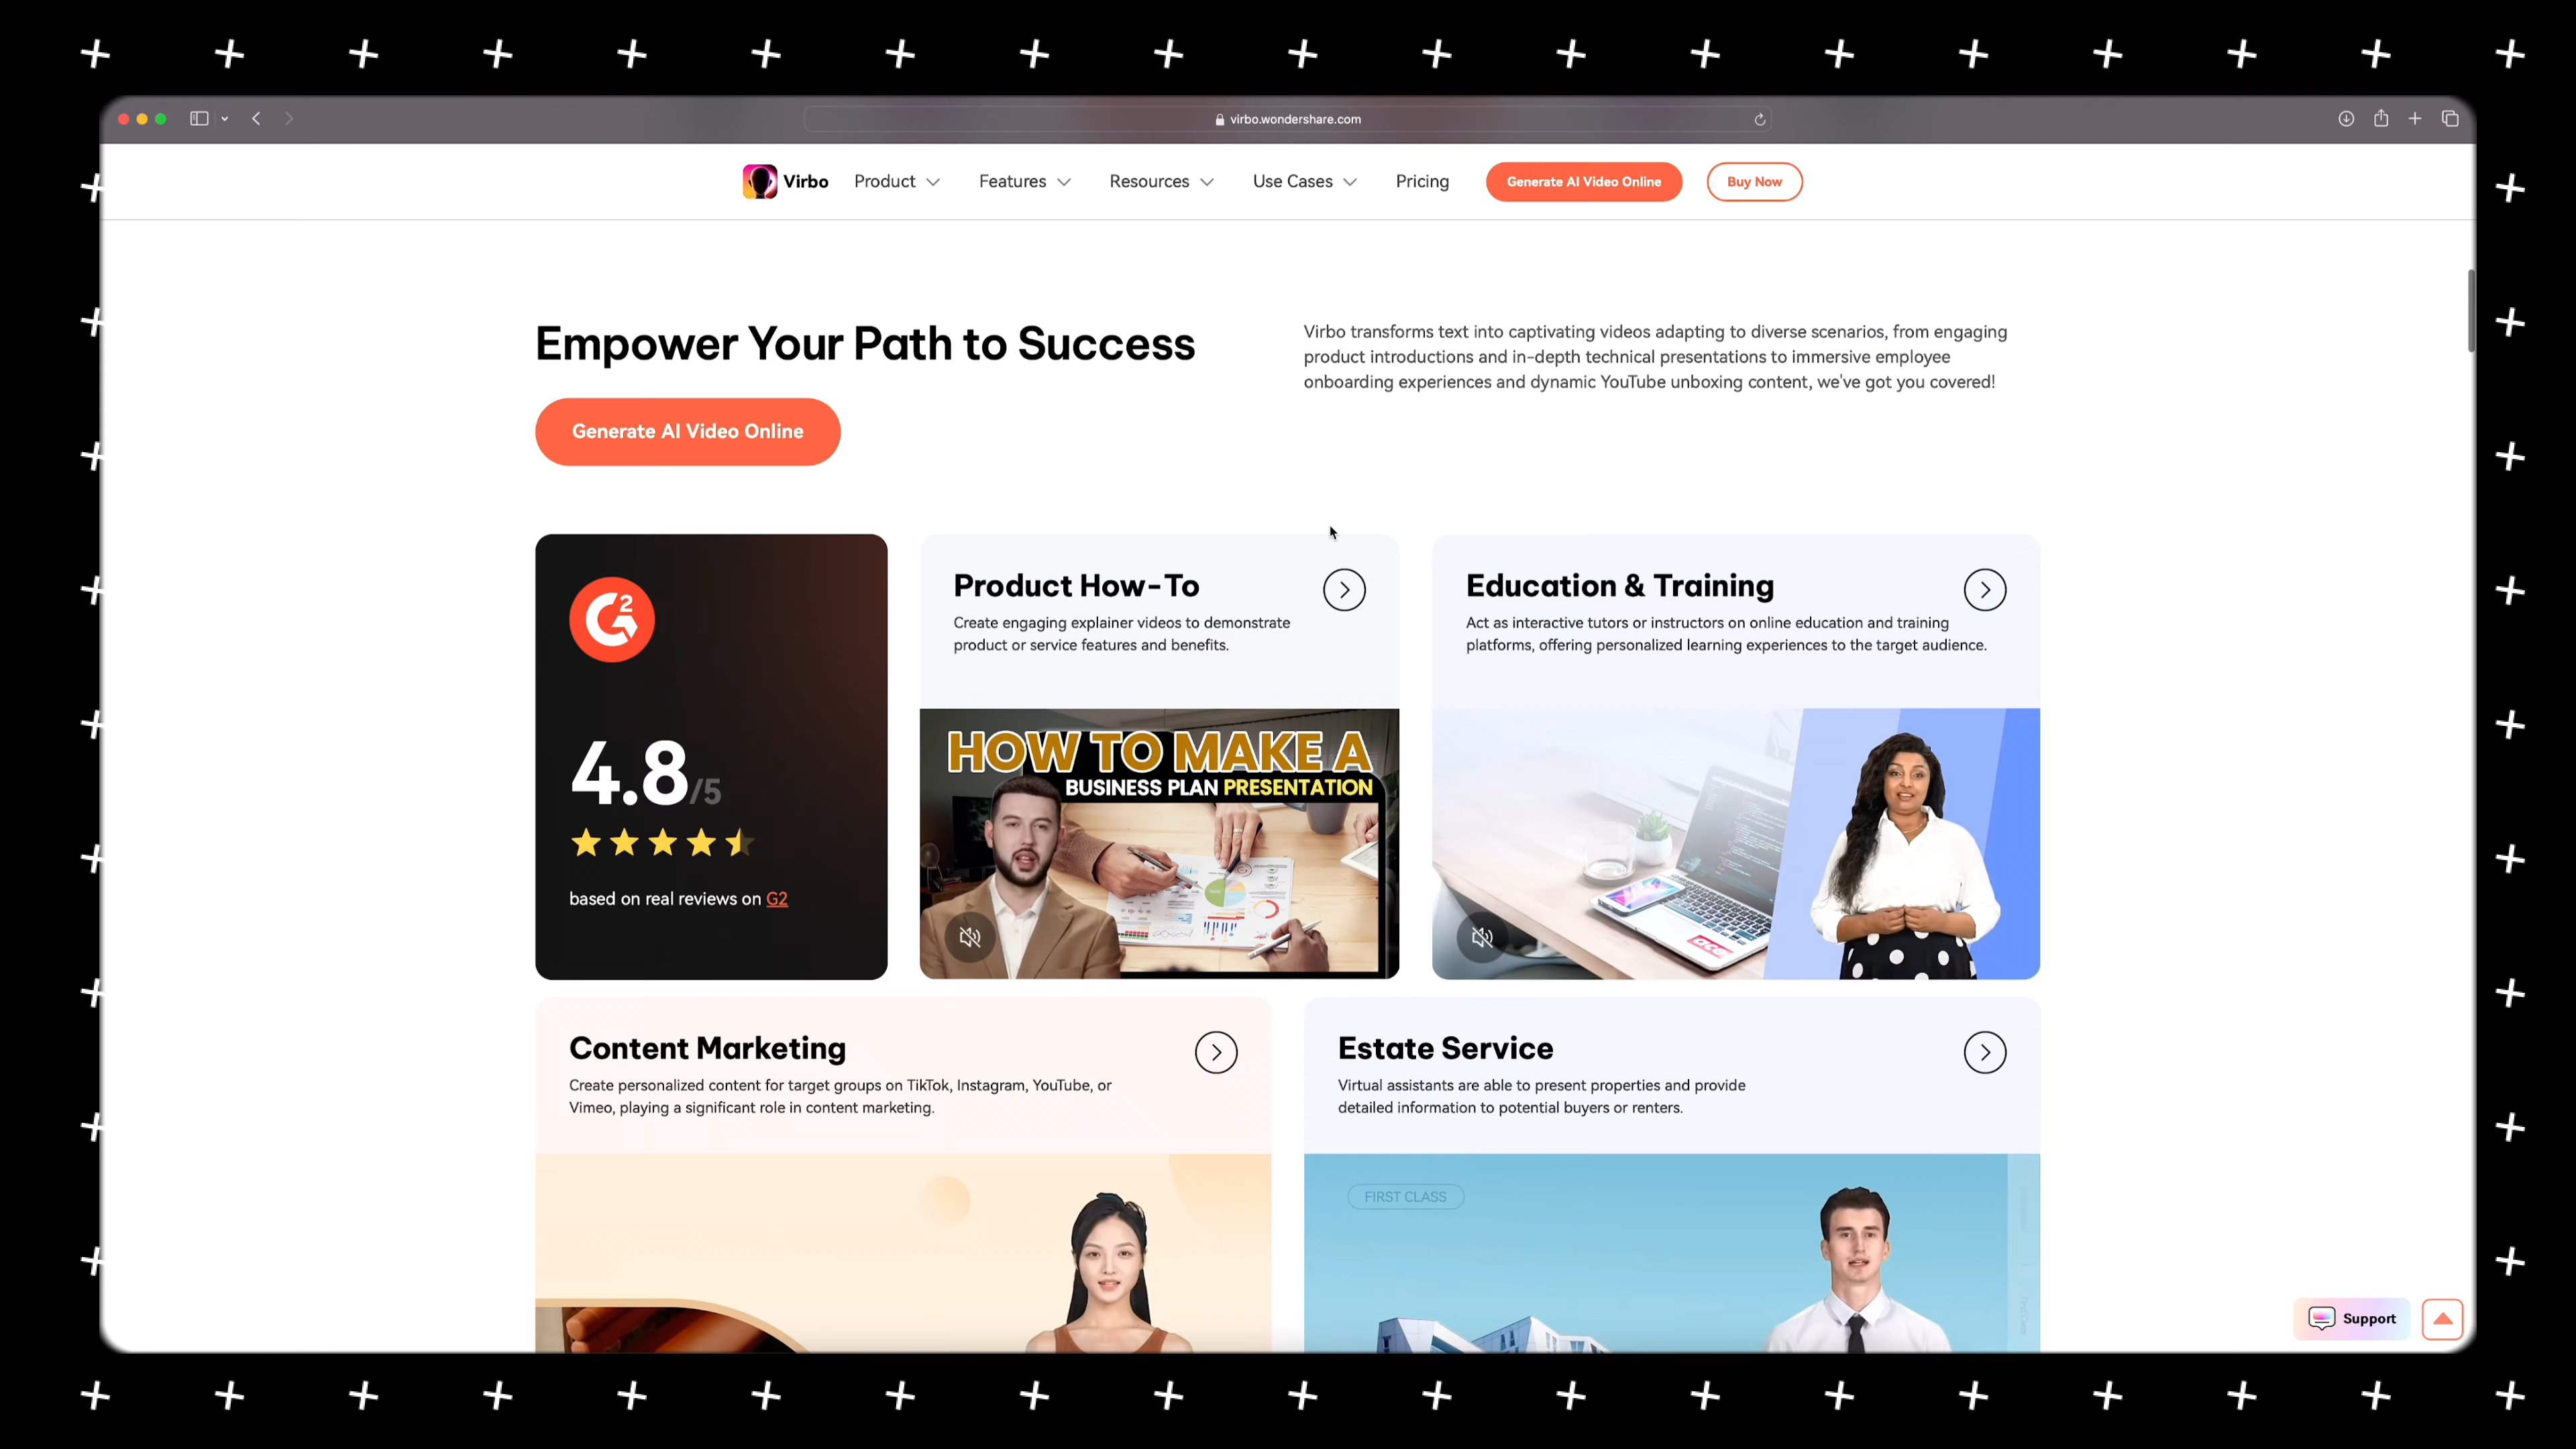 virbo.wondershare.com
Virbo Product Features Resources Use Cases Pricing Generate AI Video Online Buy Now
Empower Your Path to Success
Virbo transforms text into captivating videos adapting to diverse scenarios, from engaging
product introductions and in-depth technical presentations to immersive employee
onboarding experiences and dynamic YouTube unboxing content, we've got you covered!
Generate AI Video Online
G2
4.8/5
based on real reviews on G2
Product How-To
Create engaging explainer videos to demonstrate
product or service features and benefits.
HOW TO MAKE A
BUSINESS PLAN PRESENTATION
Education & Training
Act as interactive tutors or instructors on online education and training
platforms, offering personalized learning experiences to the target audience.
Content Marketing
Create personalized content for target groups on TikTok, Instagram, YouTube, or
Vimeo, playing a significant role in content marketing.
Estate Service
Virtual assistants are able to present properties and provide
detailed information to potential buyers or renters.
FIRST CLASS
Support